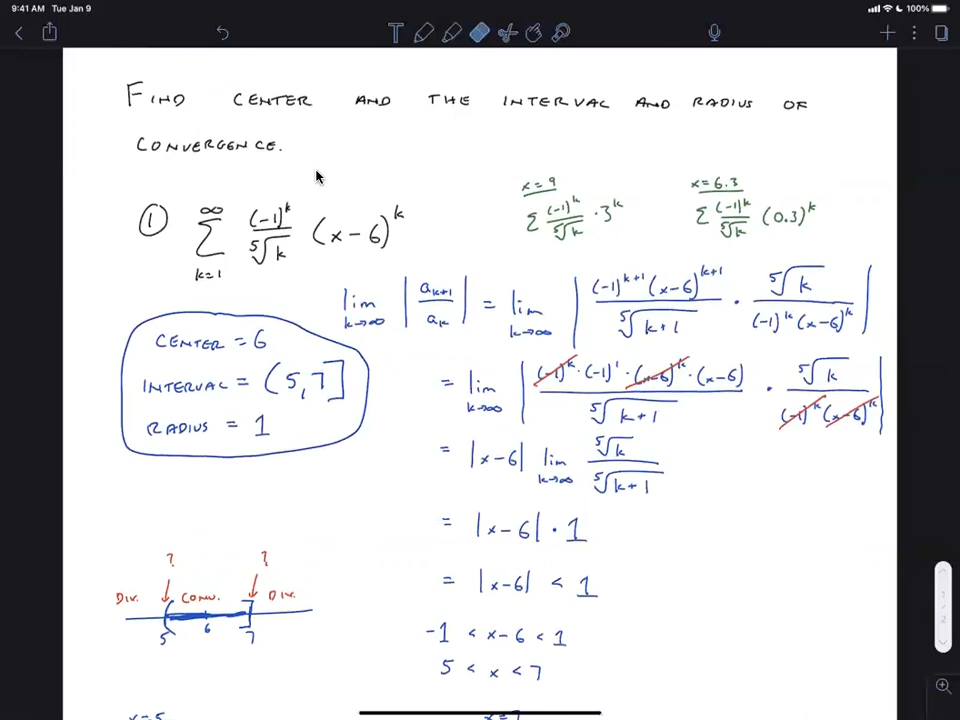 9:41 AM Tue Jan 9
100%
FIND CENTER AND THE INTERVAL AND RADIUS OF
CONVERGENCE.
① ∑_{k=1}^{∞} (-1)^k / ⁵√k (x-6)^k
x=9
∑ (-1)^k / ⁵√k · 3^k
x=6.3
∑ (-1)^k / ⁵√k (0.3)^k
lim_{k→∞} | a_{k+1} / a_k | = lim_{k→∞} | (-1)^{k+1} (x-6)^{k+1} / ⁵√(k+1) · ⁵√k / (-1)^k (x-6)^k |
= lim_{k→∞} | (-1)^k · (-1)^1 · (x-6)^k · (x-6) / ⁵√(k+1) · ⁵√k / (-1)^k (x-6)^k |
= |x-6| lim_{k→∞} ⁵√k / ⁵√(k+1)
= |x-6| · 1
= |x-6| < 1
-1 < x-6 < 1
5 < x < 7
CENTER = 6
INTERVAL = (5,7]
RADIUS = 1
? ?
DIV. CONV. DIV.
5 6 7
x=5
x=7
T
1 / 2